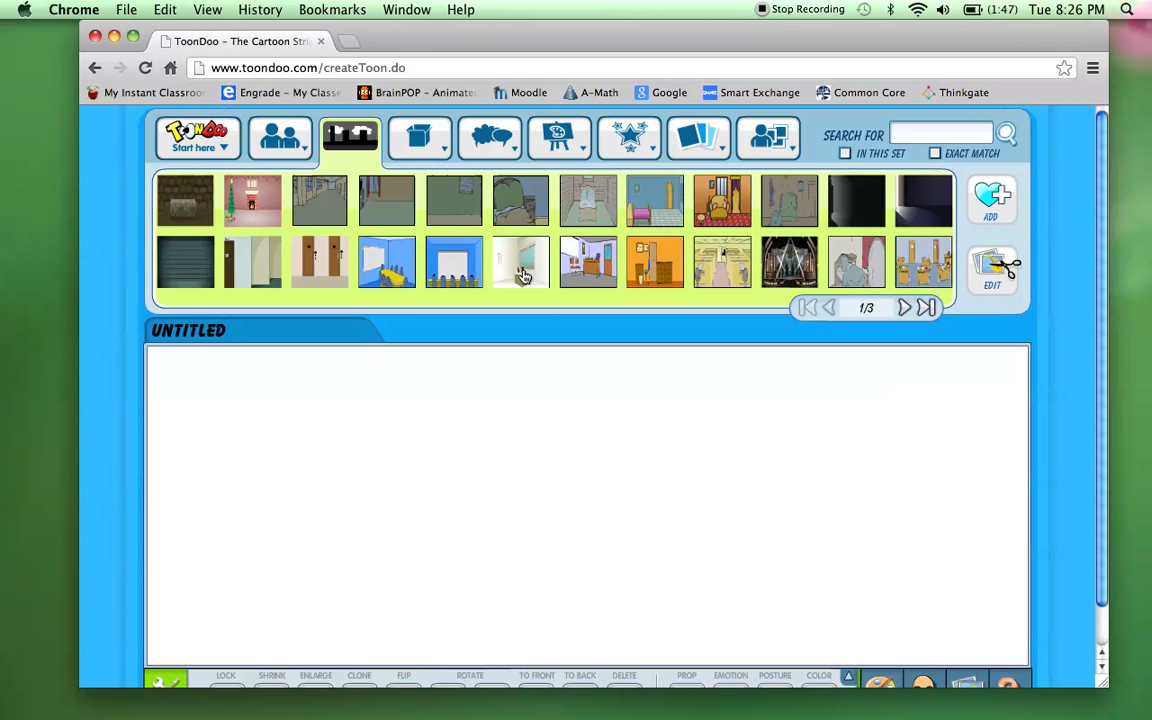 Chrome File Edit View History Bookmarks Window Help Stop Recording (1:47) Tue 8:26 PM
ToonDoo - The Cartoon Stri
www.toondoo.com/createToon.do
My Instant Classroo Engrade - My Classe BrainPOP - Animate Moodle A-Math Google Smart Exchange Common Core Thinkgate
TOONDOO
Start here
SEARCH FOR
IN THIS SET EXACT MATCH
ADD
EDIT
1/3
UNTITLED
LOCK SHRINK ENLARGE CLONE FLIP ROTATE TO FRONT TO BACK DELETE PROP EMOTION POSTURE COLOR